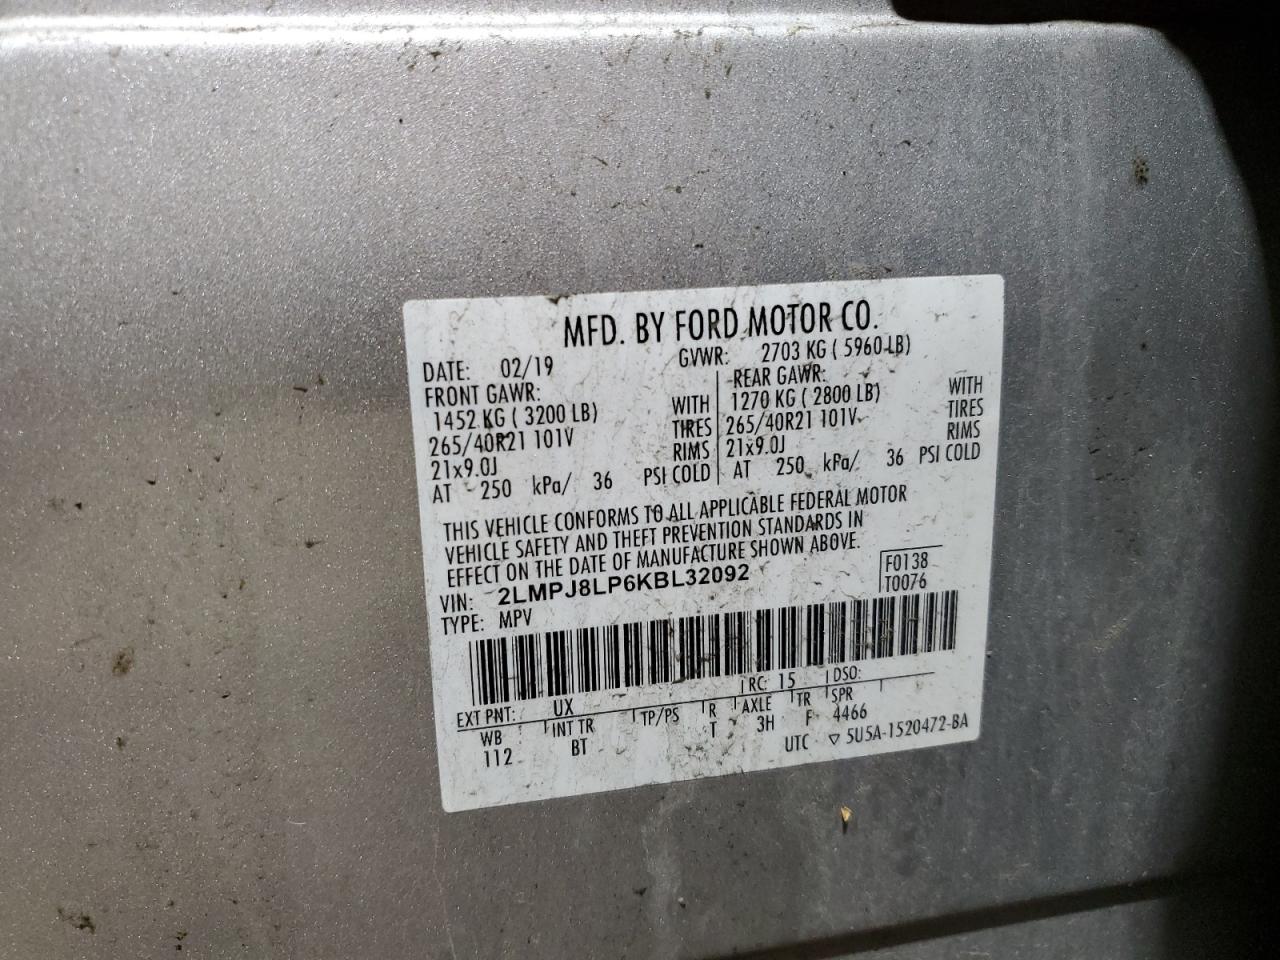 MFD. BY FORD MOTOR CO.
DATE: 02/19 GVWR: 2703 KG ( 5960 LB)
FRONT GAWR: REAR GAWR:
1452 KG ( 3200 LB) WITH 1270 KG ( 2800 LB) WITH
265/40R21 101V TIRES 265/40R21 101V TIRES
21x9.0J RIMS 21x9.0J RIMS
AT 250 kPa/ 36 PSI COLD AT 250 kPa/ 36 PSI COLD
THIS VEHICLE CONFORMS TO ALL APPLICABLE FEDERAL MOTOR
VEHICLE SAFETY AND THEFT PREVENTION STANDARDS IN
EFFECT ON THE DATE OF MANUFACTURE SHOWN ABOVE.
VIN: 2LMPJ8LP6KBL32092 F0138
TYPE: MPV T0076
EXT PNT: UX RC: 15 DSO:
WB INT TR TP/PS R AXLE TR SPR
112 BT T 3H F 4466
UTC ▽ 5U5A-1520472-BA